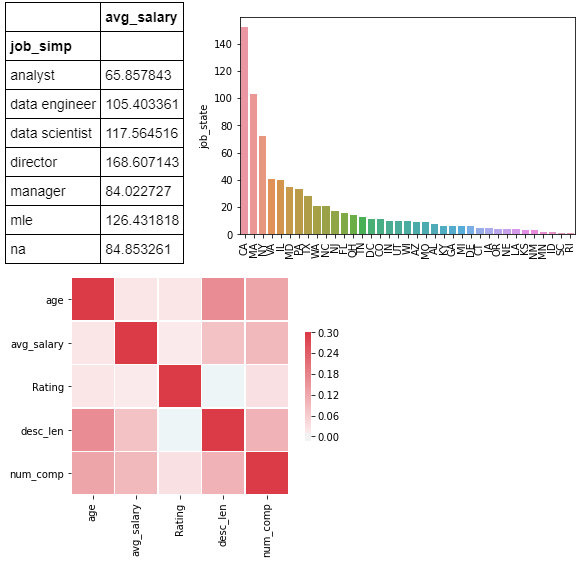 avg_salary
job_simp
analyst 65.857843
data engineer 105.403361
data scientist 117.564516
director 168.607143
manager 84.022727
mle 126.431818
na 84.853261
job_state
140
120
100
80
60
40
20
0
CA MA NY VA IL MD PA TX WA NC NJ FL OH TN DC CO IN UT WI AZ MO AL KY GA MI DE CT IA OR NE LA KS NM MN ID SC RI
age
avg_salary
Rating
desc_len
num_comp
age avg_salary Rating desc_len num_comp
0.30
0.24
0.18
0.12
0.06
0.00